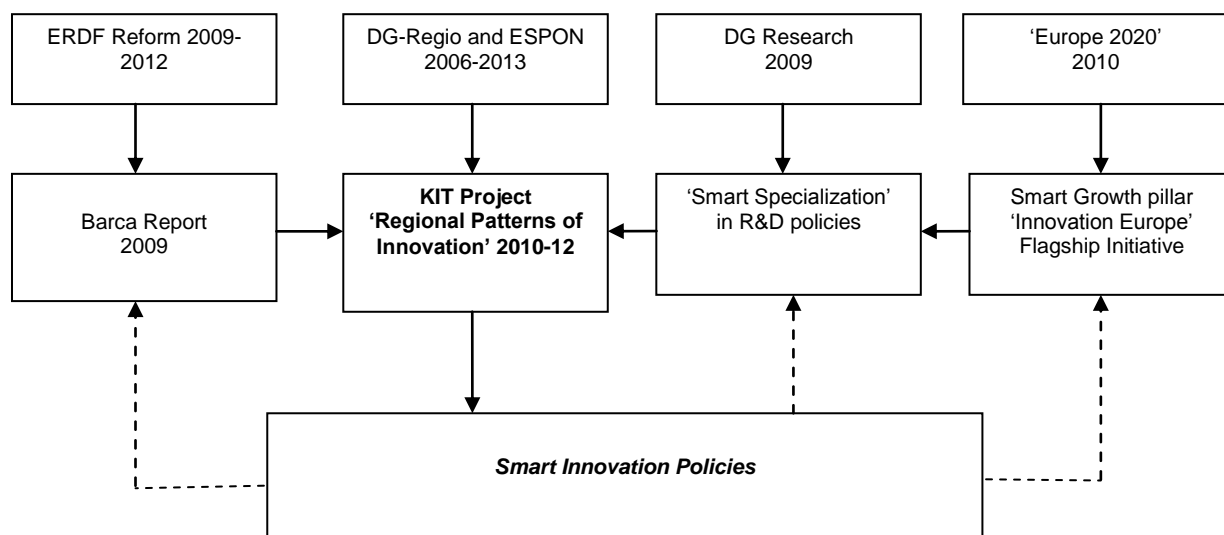 ERDF Reform 2009-
2012
DG-Regio and ESPON
2006-2013
DG Research
2009
‘Europe 2020’
2010
Barca Report
2009
KIT Project
‘Regional Patterns of
Innovation’ 2010-12
‘Smart Specialization’
in R&D policies
Smart Growth pillar
‘Innovation Europe’
Flagship Initiative
Smart Innovation Policies